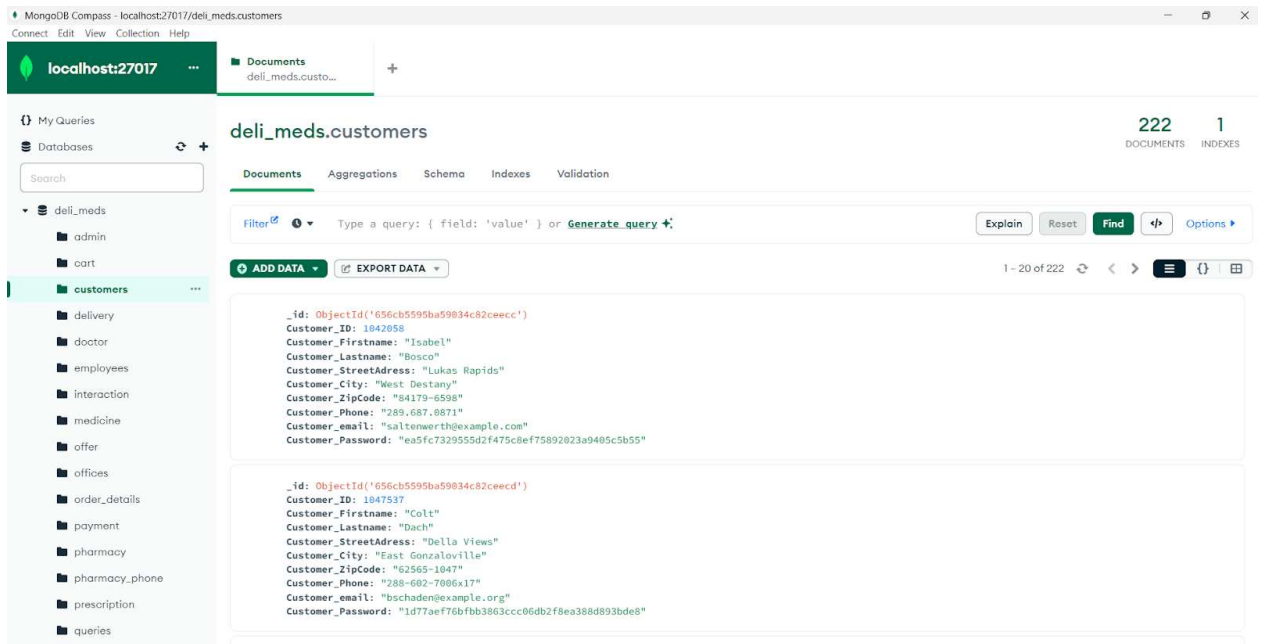 MongoDB Compass - localhost:27017/deli_meds.customers
Connect Edit View Collection Help
localhost:27017 ...
Documents
deli_meds.custo...
{} My Queries
Databases
Search
deli_meds
admin
cart
customers ...
delivery
doctor
employees
interaction
medicine
offer
offices
order_details
payment
pharmacy
pharmacy_phone
prescription
queries
deli_meds.customers
222
DOCUMENTS
1
INDEXES
Documents Aggregations Schema Indexes Validation
Filter Type a query: { field: 'value' } or Generate query Explain Reset Find </> Options
ADD DATA EXPORT DATA 1 – 20 of 222 {}
_id: ObjectId('656cb5595ba59034c82ceecc')
Customer_ID: 1042058
Customer_Firstname: "Isabel"
Customer_Lastname: "Bosco"
Customer_StreetAdress: "Lukas Rapids"
Customer_City: "West Destany"
Customer_ZipCode: "84179-6598"
Customer_Phone: "289.687.0871"
Customer_email: "saltenwerth@example.com"
Customer_Password: "ea5fc7329555d2f475c8ef75892023a9405c5b55"
_id: ObjectId('656cb5595ba59034c82ceecd')
Customer_ID: 1047537
Customer_Firstname: "Colt"
Customer_Lastname: "Dach"
Customer_StreetAdress: "Della Views"
Customer_City: "East Gonzaloville"
Customer_ZipCode: "62565-1047"
Customer_Phone: "288-602-7006x17"
Customer_email: "bschaden@example.org"
Customer_Password: "1d77aef76bfbb3863ccc06db2f8ea388d893bde8"